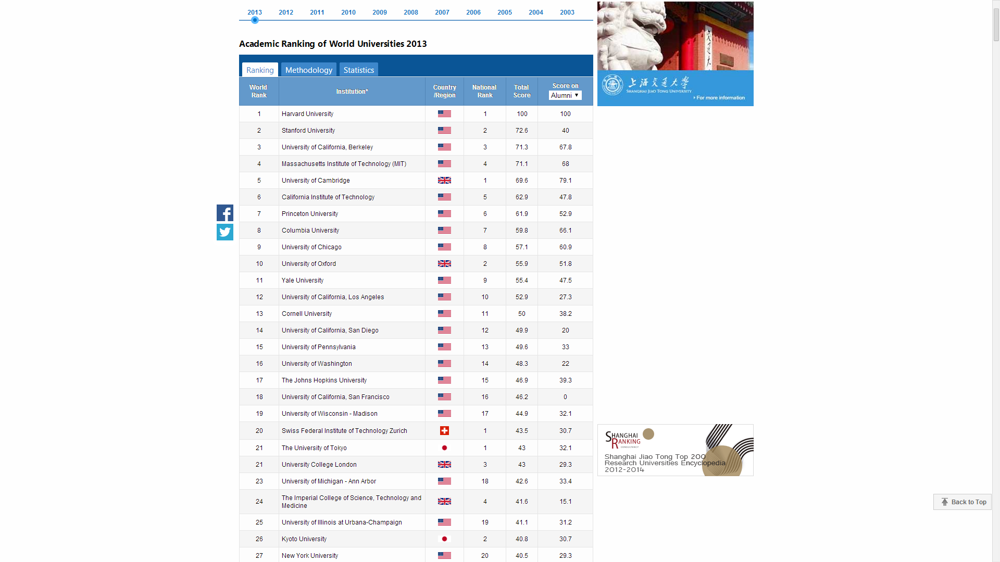 2013 2012 2011 2010 2009 2008 2007 2006 2005 2004 2003
Academic Ranking of World Universities 2013
Ranking Methodology Statistics
World Rank Institution* Country /Region National Rank Total Score Score on Alumni
1 Harvard University 1 100 100
2 Stanford University 2 72.6 40
3 University of California, Berkeley 3 71.3 67.8
4 Massachusetts Institute of Technology (MIT) 4 71.1 68
5 University of Cambridge 1 69.6 79.1
6 California Institute of Technology 5 62.9 47.8
7 Princeton University 6 61.9 52.9
8 Columbia University 7 59.8 66.1
9 University of Chicago 8 57.1 60.9
10 University of Oxford 2 55.9 51.8
11 Yale University 9 55.4 47.5
12 University of California, Los Angeles 10 52.9 27.3
13 Cornell University 11 50 38.2
14 University of California, San Diego 12 49.9 20
15 University of Pennsylvania 13 49.6 33
16 University of Washington 14 48.3 22
17 The Johns Hopkins University 15 46.9 39.3
18 University of California, San Francisco 16 46.2 0
19 University of Wisconsin - Madison 17 44.9 32.1
20 Swiss Federal Institute of Technology Zurich 1 43.5 30.7
21 The University of Tokyo 1 43 32.1
21 University College London 3 43 29.3
23 University of Michigan - Ann Arbor 18 42.6 33.4
24 The Imperial College of Science, Technology and
Medicine 4 41.6 15.1
25 University of Illinois at Urbana-Champaign 19 41.1 31.2
26 Kyoto University 2 40.8 30.7
27 New York University 20 40.5 29.3
上海交通大学
SHANGHAI JIAO TONG UNIVERSITY
For more information
SHANGHAI
RANKING
CONSULTANCY
Shanghai Jiao Tong Top 200
Research Universities Encyclopedia
2012-2014
Back to Top